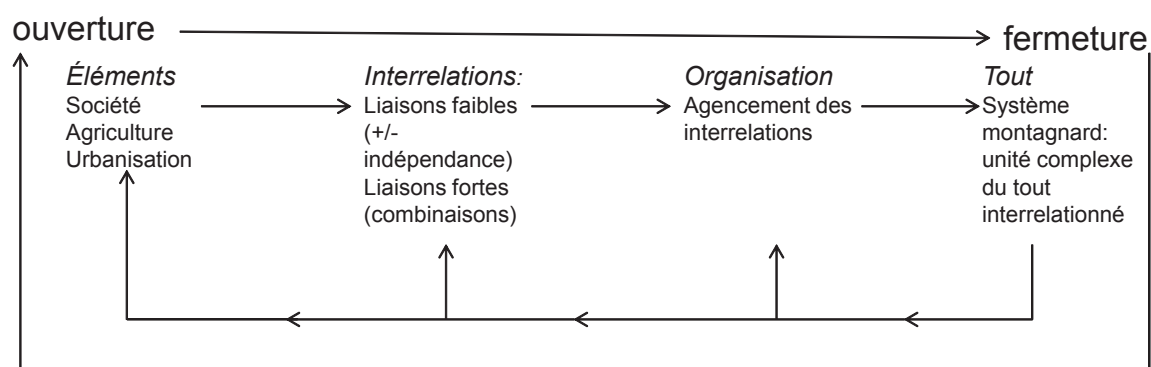 ouverture
fermeture
Éléments
Société
Agriculture
Urbanisation
Interrelations:
Liaisons faibles
(+/-
indépendance)
Liaisons fortes
(combinaisons)
Organisation
Agencement des
interrelations
Tout
Système
montagnard:
unité complexe
du tout
interrelationné